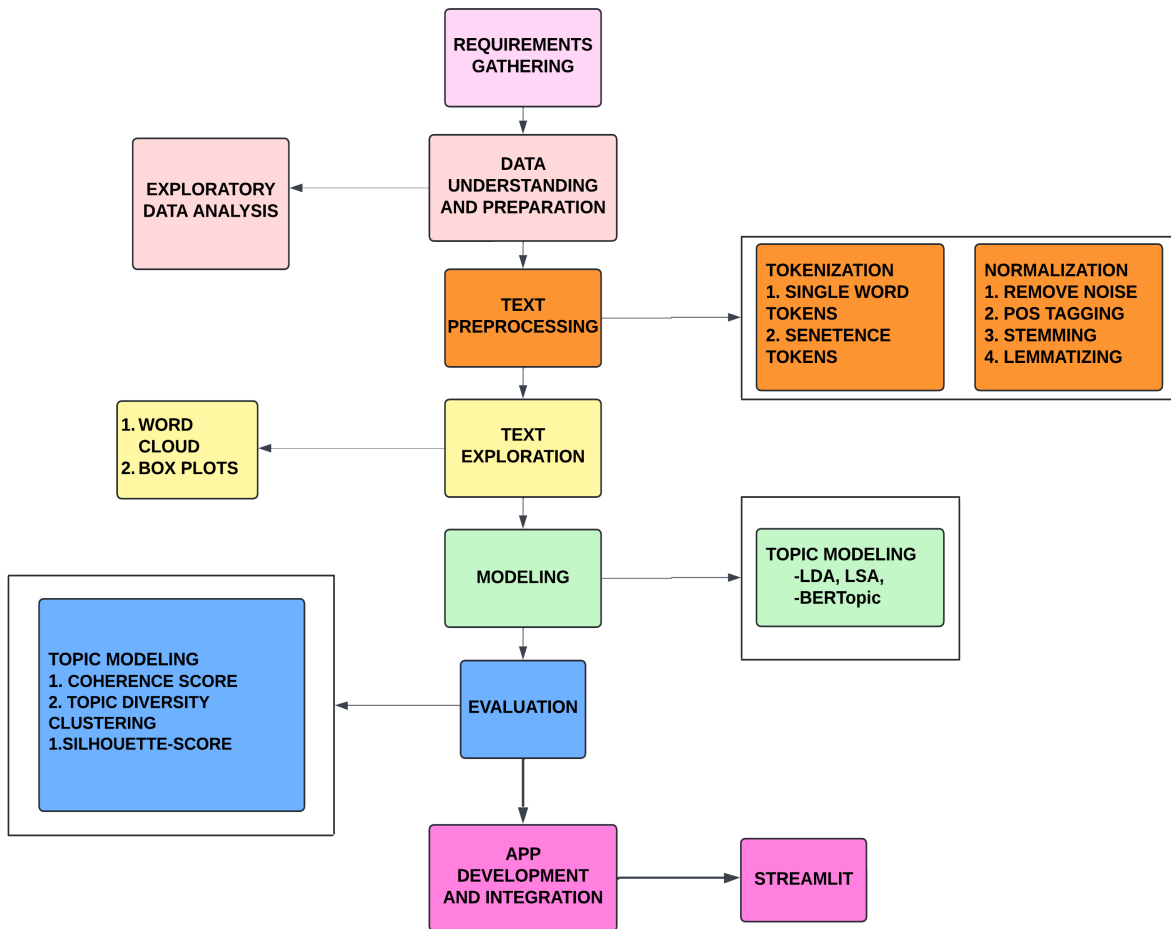 REQUIREMENTS
GATHERING
DATA
UNDERSTANDING
AND PREPARATION
EXPLORATORY
DATA ANALYSIS
TEXT
PREPROCESSING
TOKENIZATION
1. SINGLE WORD
TOKENS
2. SENETENCE
TOKENS
NORMALIZATION
1. REMOVE NOISE
2. POS TAGGING
3. STEMMING
4. LEMMATIZING
TEXT
EXPLORATION
1. WORD
CLOUD
2. BOX PLOTS
MODELING
TOPIC MODELING
-LDA, LSA,
-BERTopic
EVALUATION
TOPIC MODELING
1. COHERENCE SCORE
2. TOPIC DIVERSITY
CLUSTERING
1.SILHOUETTE-SCORE
APP
DEVELOPMENT
AND INTEGRATION
STREAMLIT